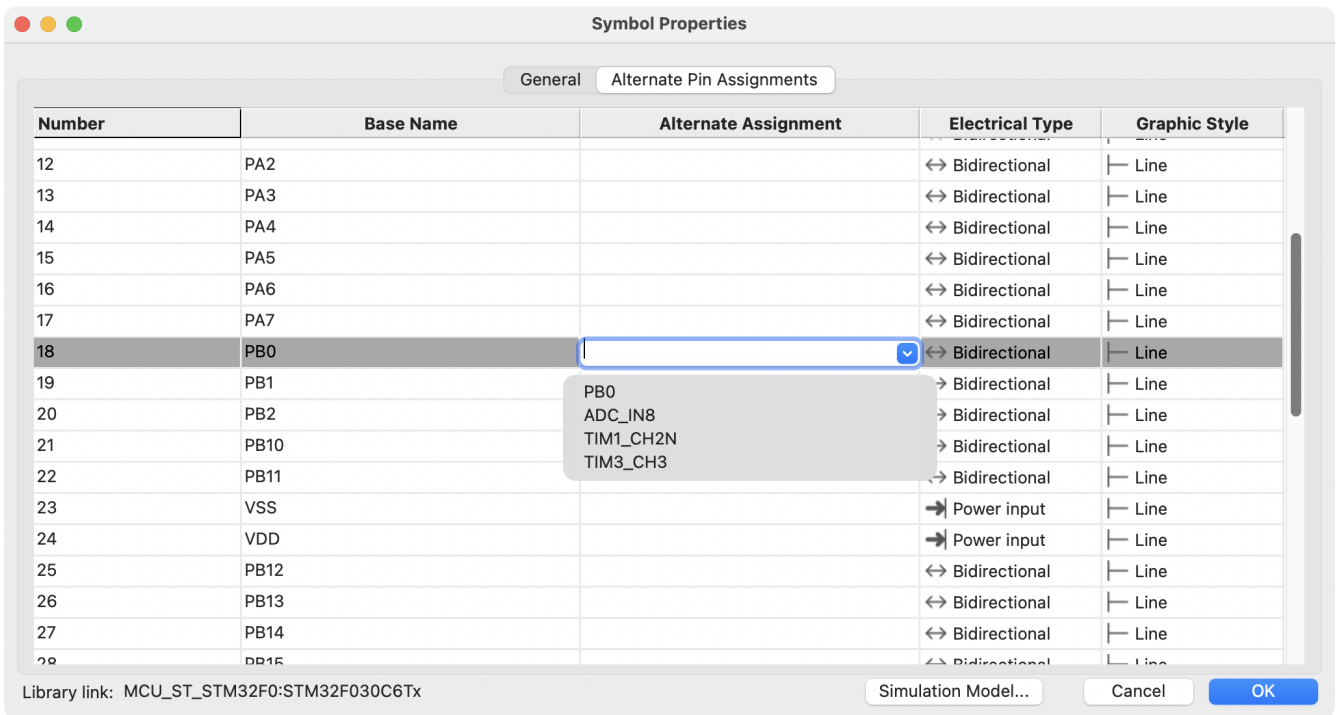 Symbol Properties
General Alternate Pin Assignments
Number Base Name Alternate Assignment Electrical Type Graphic Style
12 PA2 Bidirectional Line
13 PA3 Bidirectional Line
14 PA4 Bidirectional Line
15 PA5 Bidirectional Line
16 PA6 Bidirectional Line
17 PA7 Bidirectional Line
18 PB0 Bidirectional Line
19 PB1 Bidirectional Line
PB0
20 PB2 Bidirectional Line
ADC_IN8
TIM1_CH2N
21 PB10 Bidirectional Line
TIM3_CH3
22 PB11 Bidirectional Line
23 VSS Power input Line
24 VDD Power input Line
25 PB12 Bidirectional Line
26 PB13 Bidirectional Line
27 PB14 Bidirectional Line
28 PB15 Bidirectional Line
Library link: MCU_ST_STM32F0:STM32F030C6Tx Simulation Model... Cancel OK